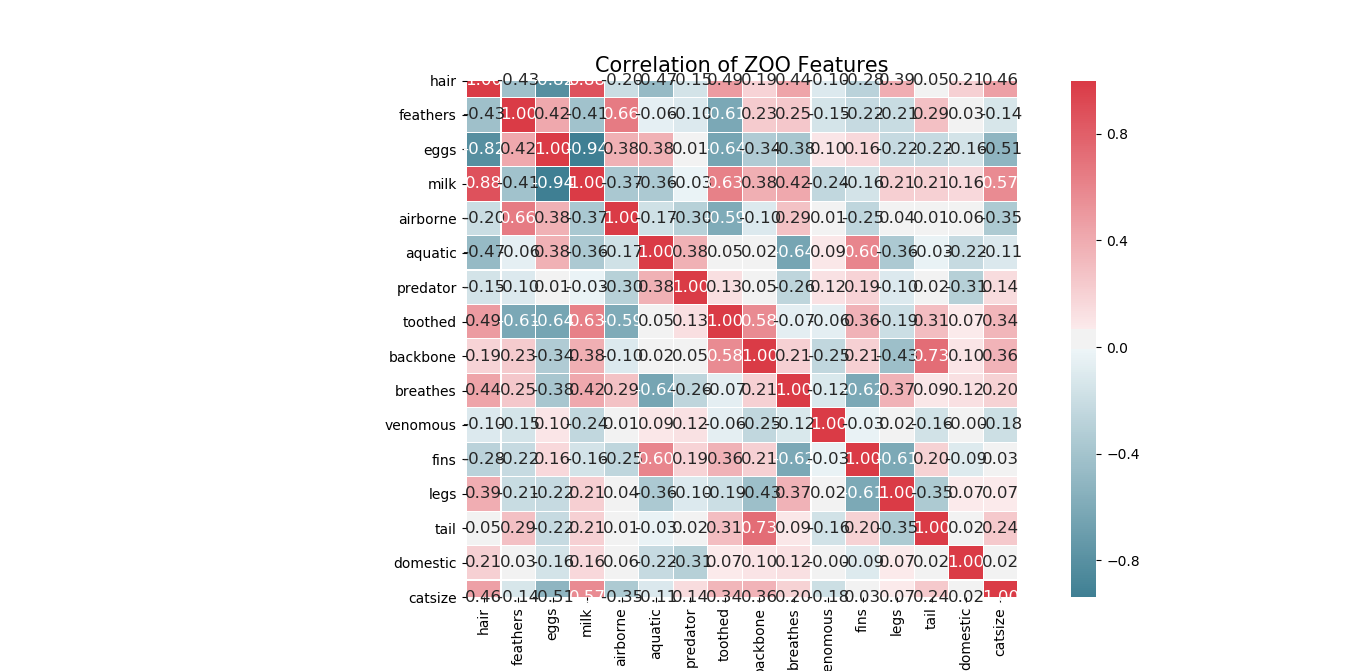 Correlation of ZOO Features
hair -0.43 -0.20 -0.47 -0.15 0.49 0.19 0.44 -0.10 -0.28 0.39 0.05 0.21 0.46
feathers -0.43 1.00 0.42 -0.41 0.66 -0.06 -0.10 -0.61 0.23 0.25 -0.15 -0.22 -0.21 0.29 0.03 -0.14
0.8
eggs -0.82 0.42 1.00 -0.94 0.38 0.38 0.01 -0.64 -0.34 -0.38 0.10 0.16 -0.22 -0.22 -0.16 -0.51
milk 0.88 -0.41 -0.94 1.00 -0.37 -0.36 -0.03 0.63 0.38 0.42 -0.24 -0.16 0.21 0.21 0.16 0.57
airborne -0.20 0.66 0.38 -0.37 1.00 -0.17 -0.30 -0.59 -0.10 0.29 0.01 -0.25 0.04 0.01 0.06 -0.35
0.4
aquatic -0.47 -0.06 0.38 -0.36 -0.17 1.00 0.38 0.05 0.02 -0.64 0.09 0.60 -0.36 -0.03 -0.22 -0.11
predator -0.15 -0.10 0.01 -0.03 -0.30 0.38 1.00 0.13 0.05 -0.26 0.12 0.19 -0.10 0.02 -0.31 0.14
toothed 0.49 -0.61 -0.64 0.63 -0.59 0.05 0.13 1.00 0.58 -0.07 -0.06 0.36 -0.19 0.31 0.07 0.34
0.0
backbone 0.19 0.23 -0.34 0.38 -0.10 0.02 0.05 0.58 1.00 0.21 -0.25 0.21 -0.43 0.73 0.10 0.36
breathes 0.44 0.25 -0.38 0.42 0.29 -0.64 -0.26 -0.07 0.21 1.00 -0.12 -0.62 0.37 0.09 0.12 0.20
venomous -0.10 -0.15 0.10 -0.24 0.01 0.09 0.12 -0.06 -0.25 -0.12 1.00 -0.03 0.02 -0.16 -0.00 -0.18
−0.4
fins -0.28 -0.22 0.16 -0.16 -0.25 0.60 0.19 0.36 0.21 -0.62 -0.03 1.00 -0.61 0.20 -0.09 0.03
legs 0.39 -0.21 -0.22 0.21 0.04 -0.36 -0.10 -0.19 -0.43 0.37 0.02 -0.61 1.00 -0.35 0.07 0.07
tail 0.05 0.29 -0.22 0.21 0.01 -0.03 0.02 0.31 0.73 0.09 -0.16 0.20 -0.35 1.00 0.02 0.24
domestic 0.21 0.03 -0.16 0.16 0.06 -0.22 -0.31 0.07 0.10 0.12 -0.00 -0.09 0.07 0.02 1.00 0.02
−0.8
catsize 0.46 -0.14 -0.51 0.57 -0.35 -0.11 0.14 0.34 0.36 0.20 -0.18 0.03 0.07 0.24 0.02 1.00
hair feathers eggs milk airborne aquatic predator toothed backbone breathes enomous fins legs tail domestic catsize